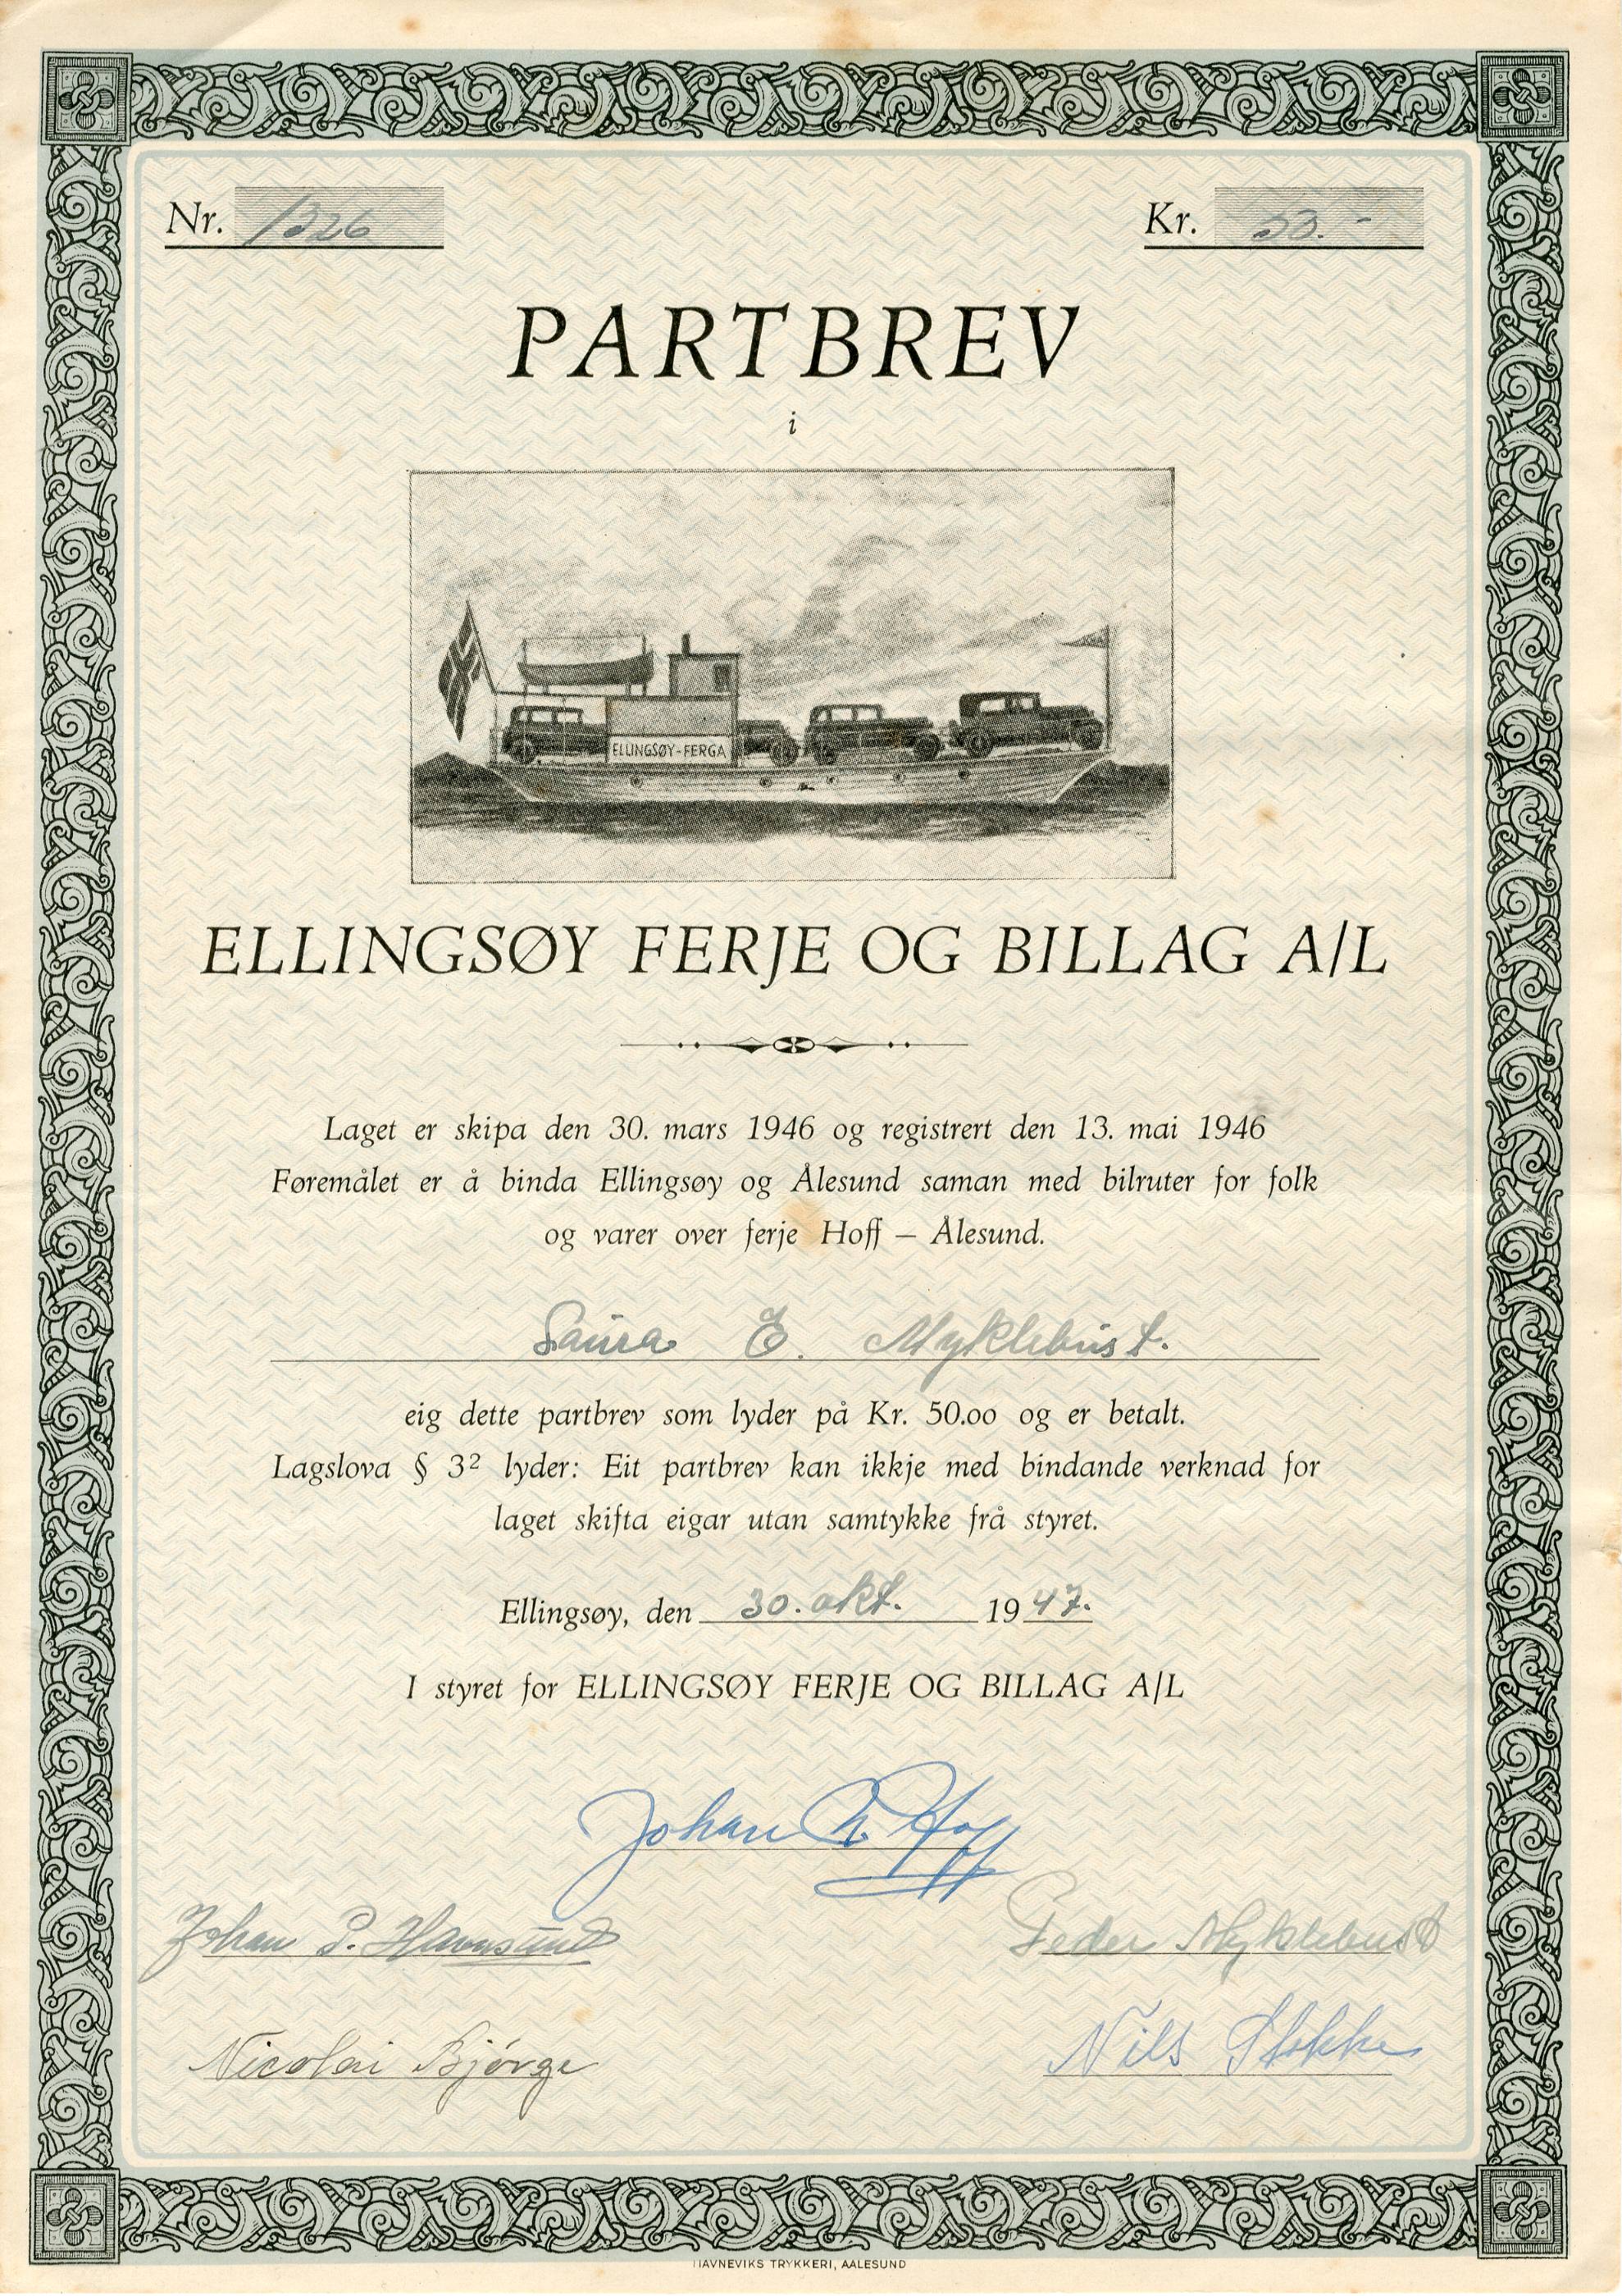 Nr. 1326
Kr. 50.-
PARTBREV
i
ELLINGSØY-FERGA
ELLINGSØY FERJE OG BILLAG A/L
Laget er skipa den 30. mars 1946 og registrert den 13. mai 1946
Føremålet er å binda Ellingsøy og Ålesund saman med bilruter for folk
og varer over ferje Hoff – Ålesund.
Laura E. Myklebust.
eig dette partbrev som lyder på Kr. 50.00 og er betalt.
Lagslova § 3² lyder: Eit partbrev kan ikkje med bindande verknad for
laget skifta eigar utan samtykke frå styret.
Ellingsøy, den 30. okt. 1947.
I styret for ELLINGSØY FERJE OG BILLAG A/L
Johan Hoff
Johan P. Havnsund Peder Myklebust
Nicolai Bjørge Nils Stokke
HAVNEVIKS TRYKKERI, AALESUND